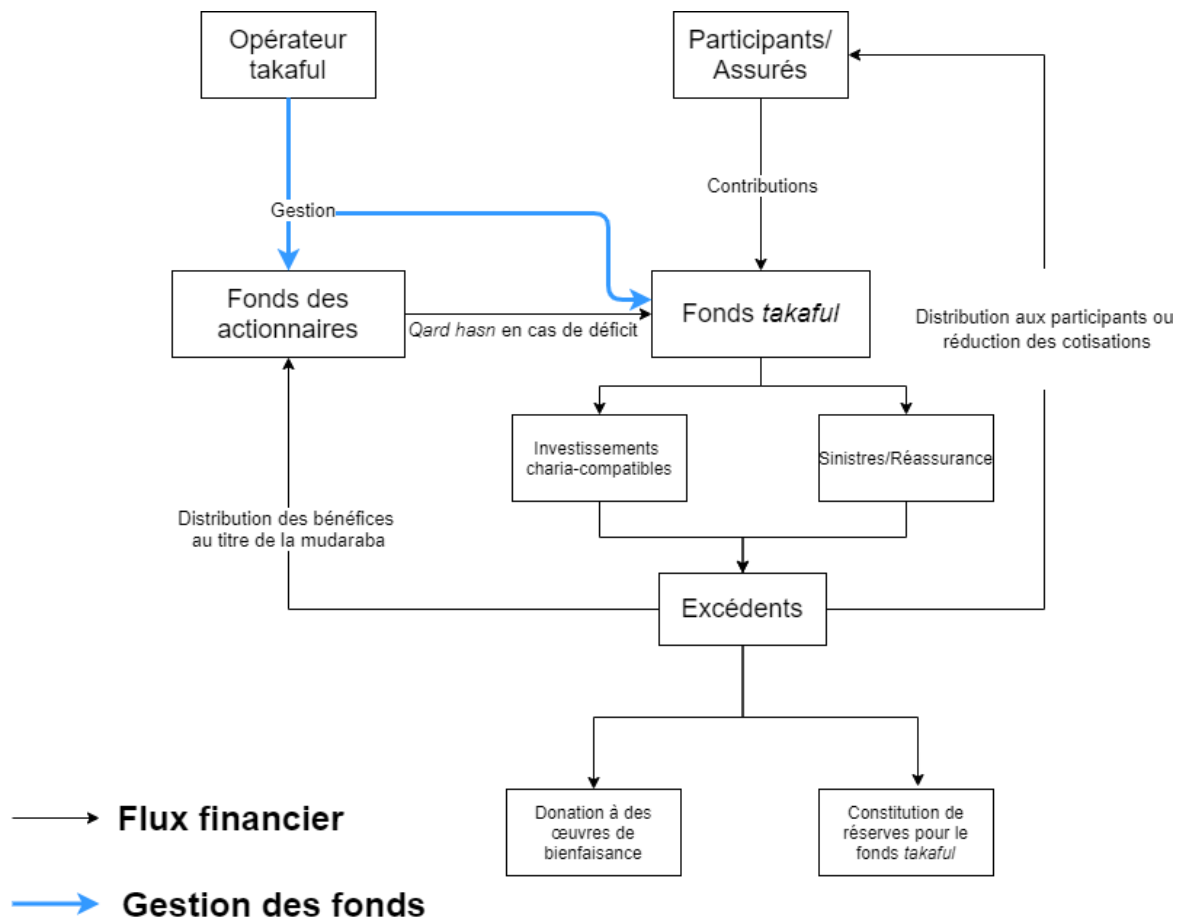 Opérateur
takaful
Participants/
Assurés
Gestion
Contributions
Fonds des
actionnaires
Qard hasn en cas de déficit
Fonds takaful
Distribution aux participants ou
réduction des cotisations
Investissements
charia-compatibles
Sinistres/Réassurance
Distribution des bénéfices
au titre de la mudaraba
Excédents
Donation à des
œuvres de
bienfaisance
Constitution de
réserves pour le
fonds takaful
Flux financier
Gestion des fonds